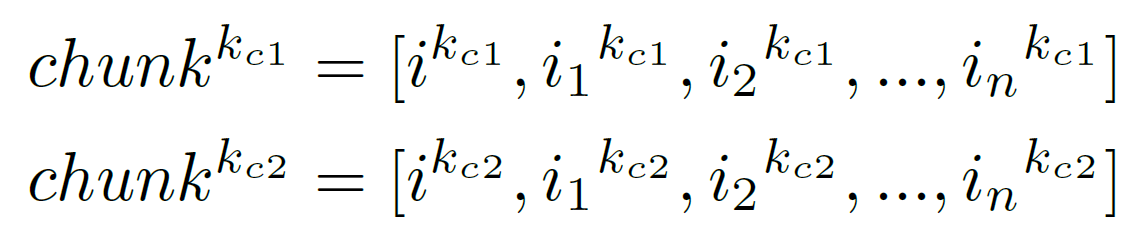 chunk^{k_{c1}} = [i^{k_{c1}}, i_1^{k_{c1}}, i_2^{k_{c1}}, ..., i_n^{k_{c1}}]
chunk^{k_{c2}} = [i^{k_{c2}}, i_1^{k_{c2}}, i_2^{k_{c2}}, ..., i_n^{k_{c2}}]